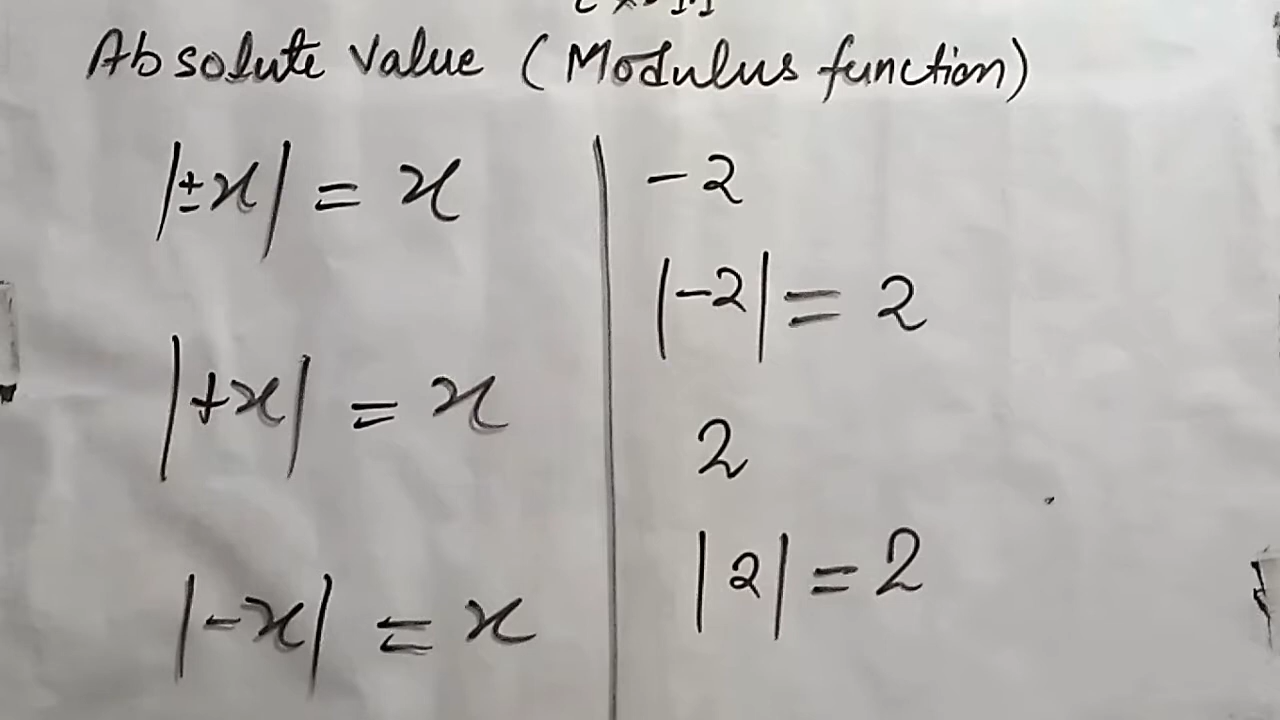 Absolute Value (Modulus function)
|±x| = x
|+x| = x
|-x| = x
-2
|-2| = 2
2
|2| = 2